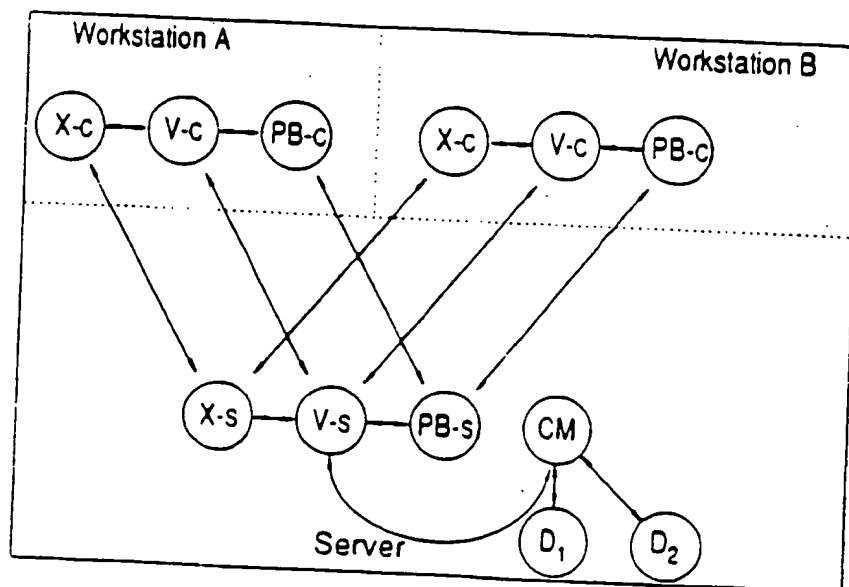 Workstation A
Workstation B
X-c V-c PB-c
X-c V-c PB-c
X-s V-s PB-s CM
Server
D₁ D₂